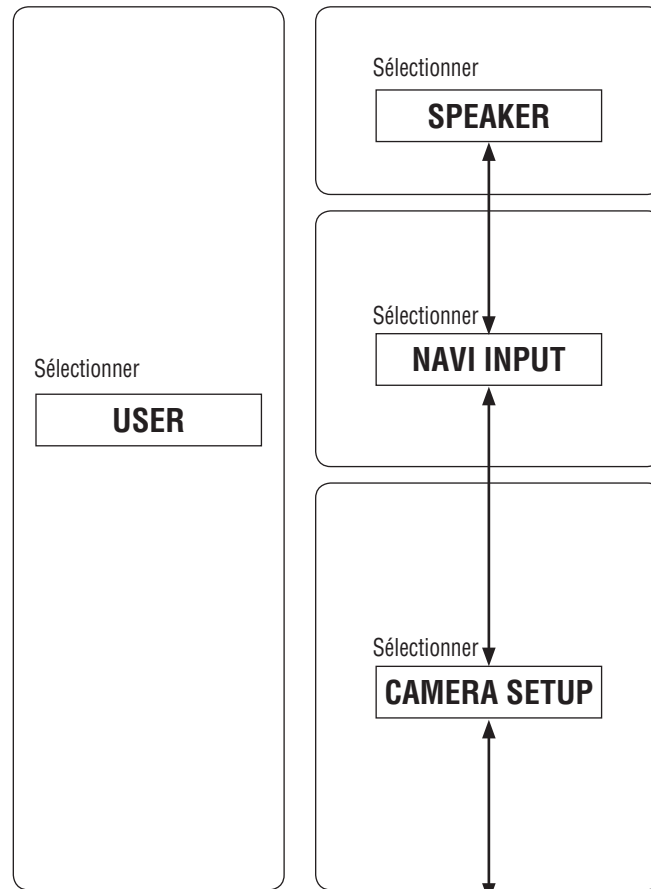 Sélectionner
USER
Sélectionner
SPEAKER
Sélectionner
NAVI INPUT
Sélectionner
CAMERA SETUP